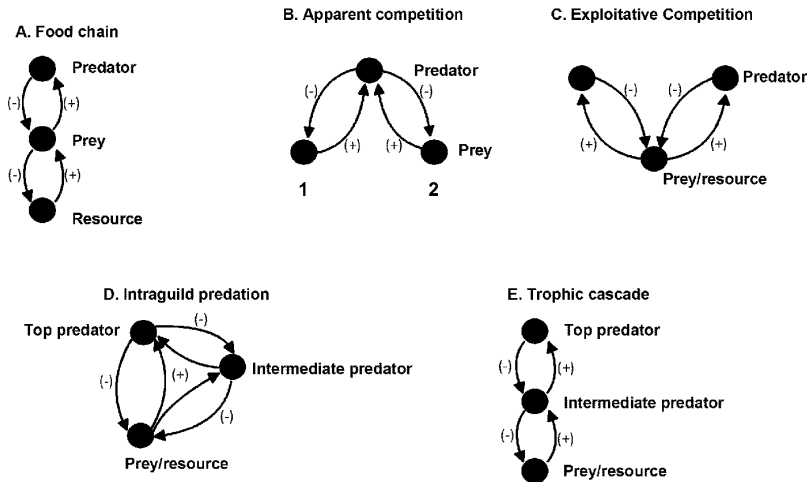 A. Food chain
Predator
(-)
(+)
Prey
(-)
(+)
Resource
B. Apparent competition
Predator
(-)
(-)
(+)
(+)
Prey
1
2
C. Exploitative Competition
Predator
(-)
(-)
(+)
(+)
Prey/resource
D. Intraguild predation
Top predator
(-)
Intermediate predator
(-)
(+)
(-)
Prey/resource
E. Trophic cascade
Top predator
(-)
(+)
Intermediate predator
(-)
(+)
Prey/resource